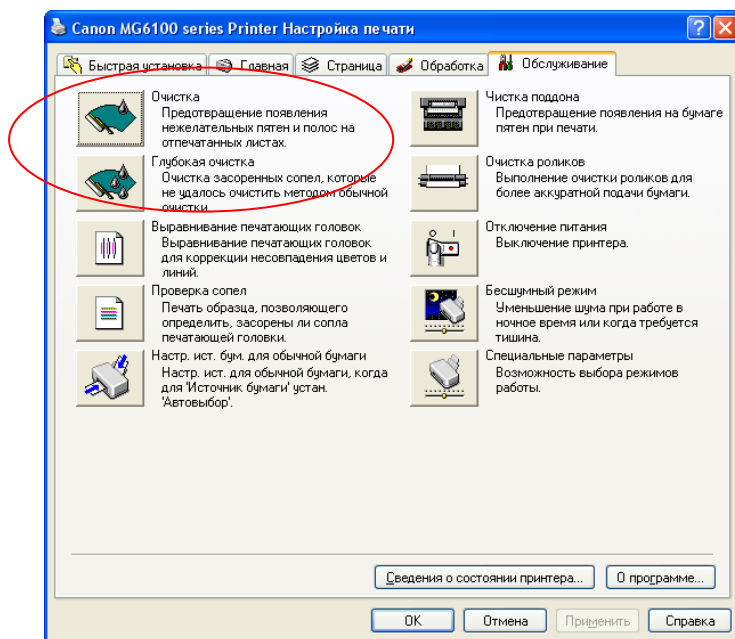 Canon MG6100 series Printer Настройка печати
Быстрая установка Главная Страница Обработка Обслуживание
Очистка
Предотвращение появления
нежелательных пятен и полос на
отпечатанных листах.
Глубокая очистка
Очистка засоренных сопел, которые
не удалось очистить методом обычной
очистки.
Выравнивание печатающих головок
Выравнивание печатающих головок
для коррекции несовпадения цветов и
линий.
Проверка сопел
Печать образца, позволяющего
определить, засорены ли сопла
печатающей головки.
Настр. ист. бум. для обычной бумаги
Настр. ист. для обычной бумаги, когда
для 'Источник бумаги' устан.
'Автовыбор'.
Чистка поддона
Предотвращение появления на бумаге
пятен при печати.
Очистка роликов
Выполнение очистки роликов для
более аккуратной подачи бумаги.
Отключение питания
Выключение принтера.
Бесшумный режим
Уменьшение шума при работе в
ночное время или когда требуется
тишина.
Специальные параметры
Возможность выбора режимов
работы.
Сведения о состоянии принтера... О программе...
OK Отмена Применить Справка